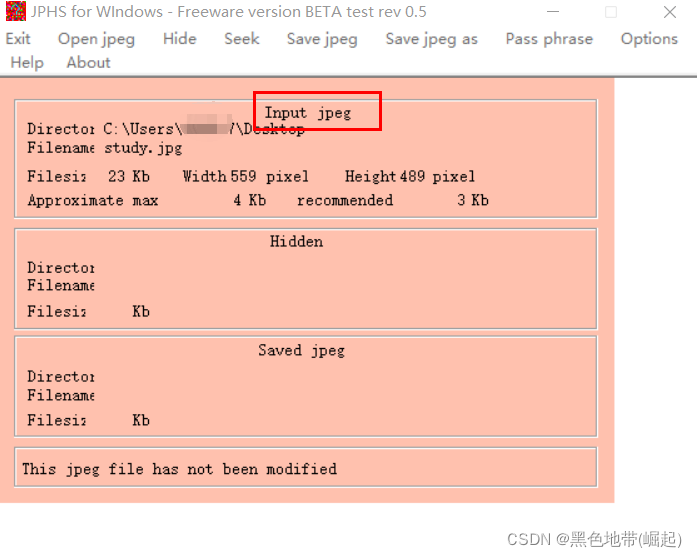 JPHS for WIndows - Freeware version BETA test rev 0.5
Exit Open jpeg Hide Seek Save jpeg Save jpeg as Pass phrase Options
Help About
Input jpeg
Director C:\Users\ 7\Desktop
Filename study.jpg
Filesiz 23 Kb Width 559 pixel Height 489 pixel
Approximate max 4 Kb recommended 3 Kb
Hidden
Director
Filename
Filesiz Kb
Saved jpeg
Director
Filename
Filesiz Kb
This jpeg file has not been modified
CSDN @黑色地带(崛起)